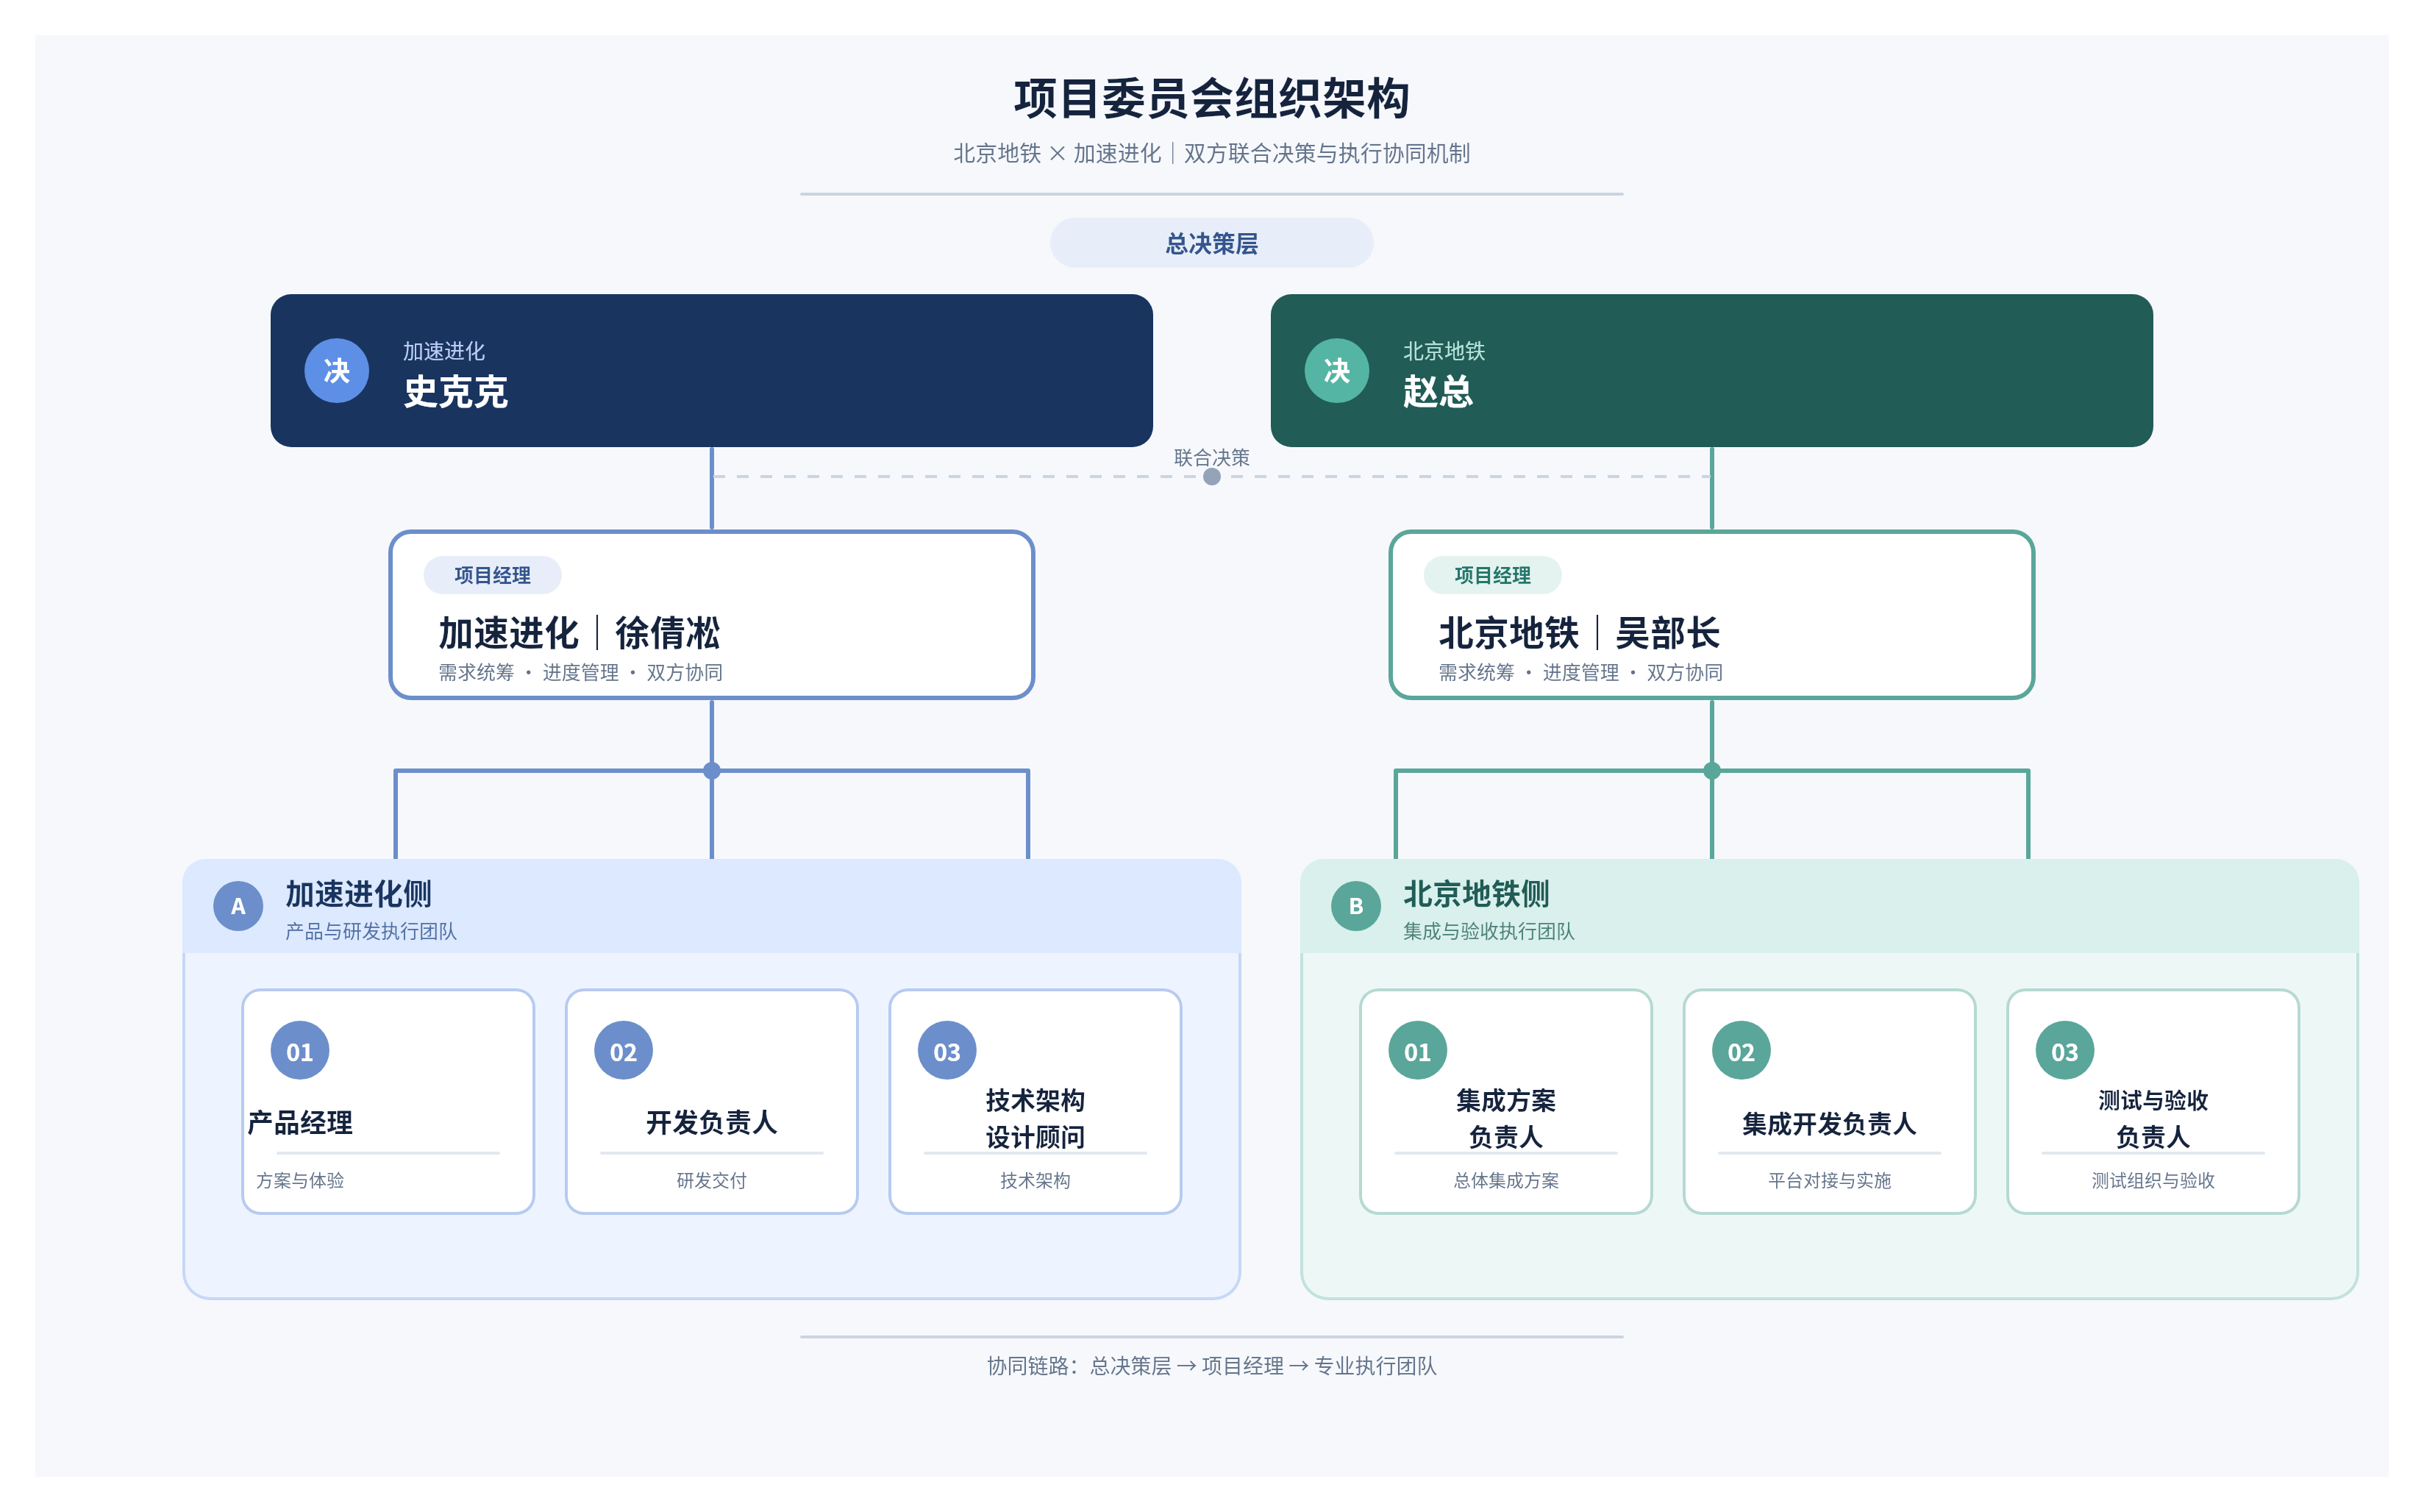 项目委员会组织架构
北京地铁 × 加速进化｜双方联合决策与执行协同机制
总决策层
决
加速进化
史克克
决
北京地铁
赵总
联合决策
项目经理
加速进化｜徐倩凇
需求统筹 · 进度管理 · 双方协同
项目经理
北京地铁｜吴部长
需求统筹 · 进度管理 · 双方协同
A
加速进化侧
产品与研发执行团队
01
产品经理
方案与体验
02
开发负责人
研发交付
03
技术架构
设计顾问
技术架构
B
北京地铁侧
集成与验收执行团队
01
集成方案
负责人
总体集成方案
02
集成开发负责人
平台对接与实施
03
测试与验收
负责人
测试组织与验收
协同链路：总决策层 → 项目经理 → 专业执行团队